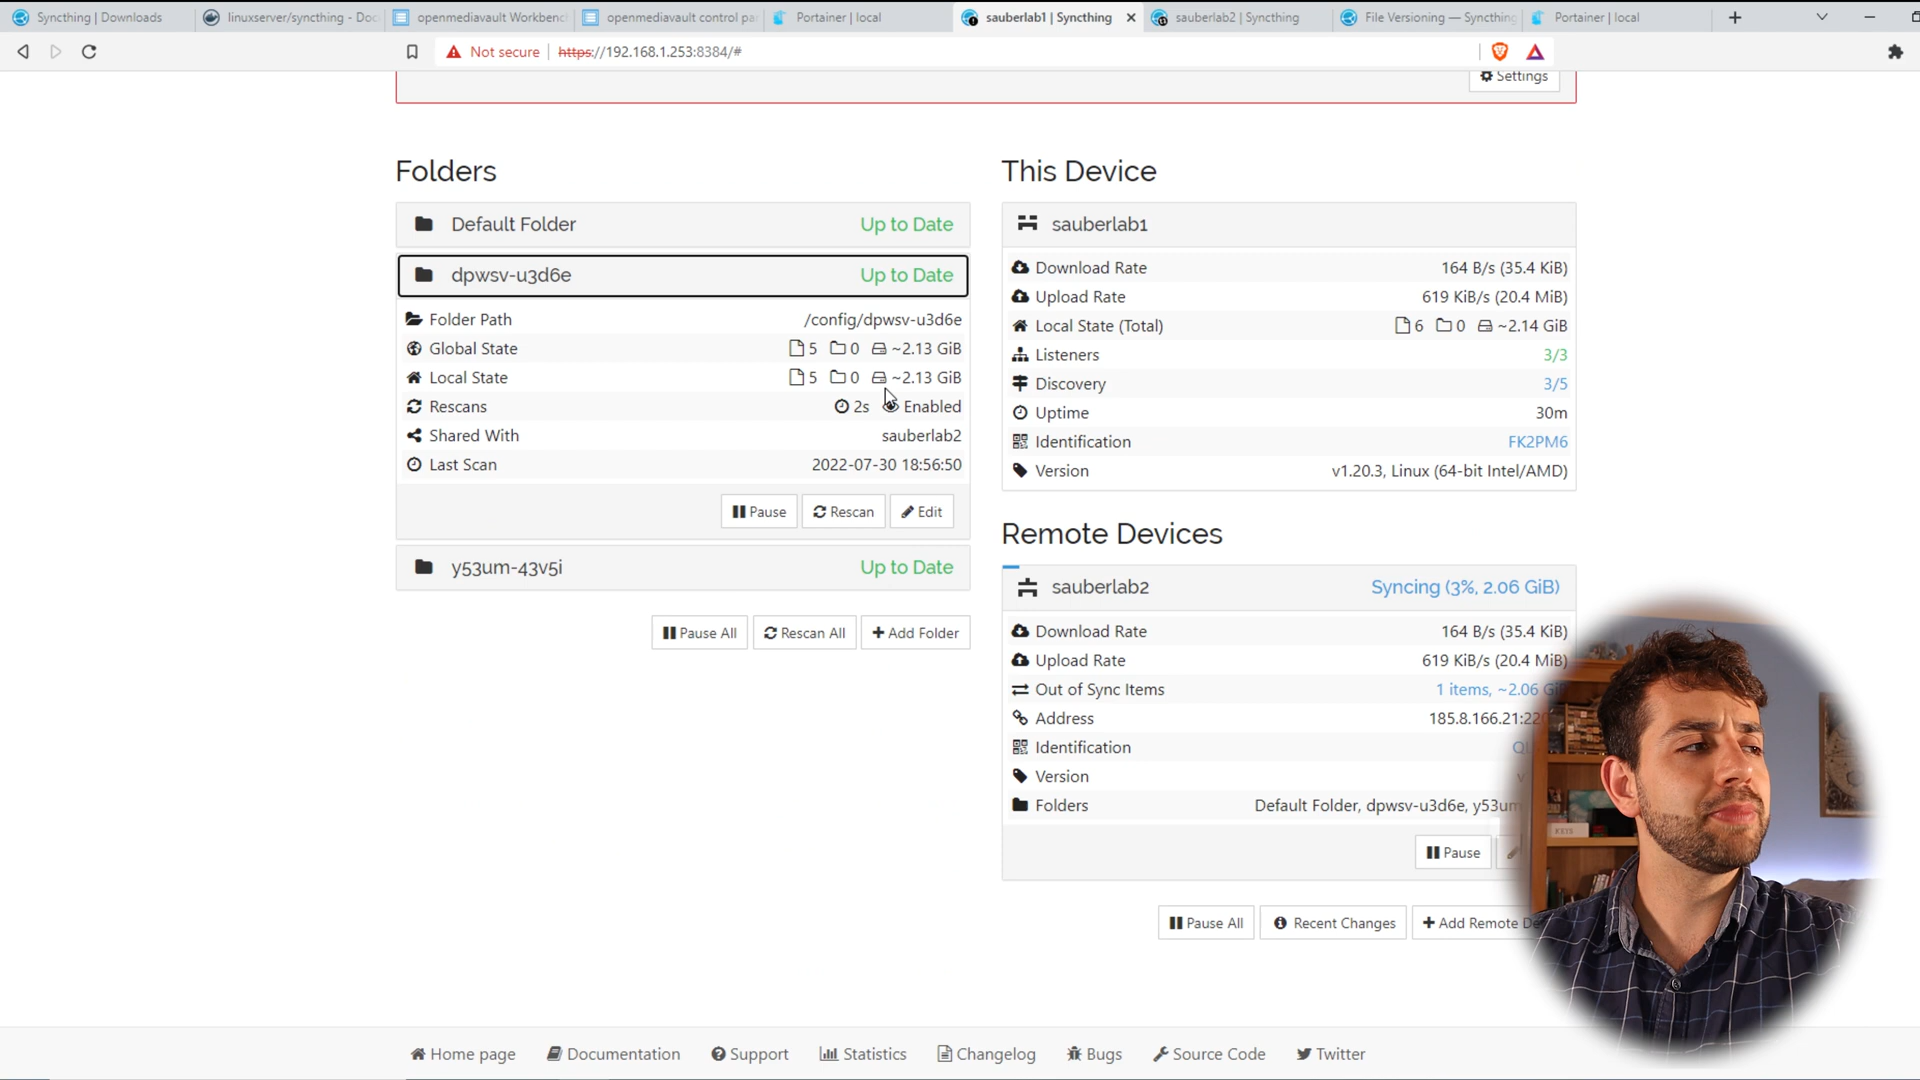 Syncthing | Downloads
linuxserver/syncthing - Doc
openmediavault Workbench
openmediavault control pa
Portainer | local
sauberlab1 | Syncthing
sauberlab2 | Syncthing
File Versioning — Syncthing
Portainer | local
Not secure
https://192.168.1.253:8384/#
Settings
Folders
Default Folder
Up to Date
dpwsv-u3d6e
Up to Date
Folder Path
/config/dpwsv-u3d6e
Global State
5 0 ~2.13 GiB
Local State
5 0 ~2.13 GiB
Rescans
2s Enabled
Shared With
sauberlab2
Last Scan
2022-07-30 18:56:50
Pause
Rescan
Edit
y53um-43v5i
Up to Date
Pause All
Rescan All
Add Folder
This Device
sauberlab1
Download Rate
164 B/s (35.4 KiB)
Upload Rate
619 KiB/s (20.4 MiB)
Local State (Total)
6 0 ~2.14 GiB
Listeners
3/3
Discovery
3/5
Uptime
30m
Identification
FK2PM6
Version
v1.20.3, Linux (64-bit Intel/AMD)
Remote Devices
sauberlab2
Syncing (3%, 2.06 GiB)
Download Rate
164 B/s (35.4 KiB)
Upload Rate
619 KiB/s (20.4 MiB)
Out of Sync Items
1 items, ~2.06
Address
185.8.166.21:22
Identification
Version
Folders
Default Folder, dpwsv-u3d6e, y53um
Pause
Pause All
Recent Changes
Add Remote De
Home page
Documentation
Support
Statistics
Changelog
Bugs
Source Code
Twitter